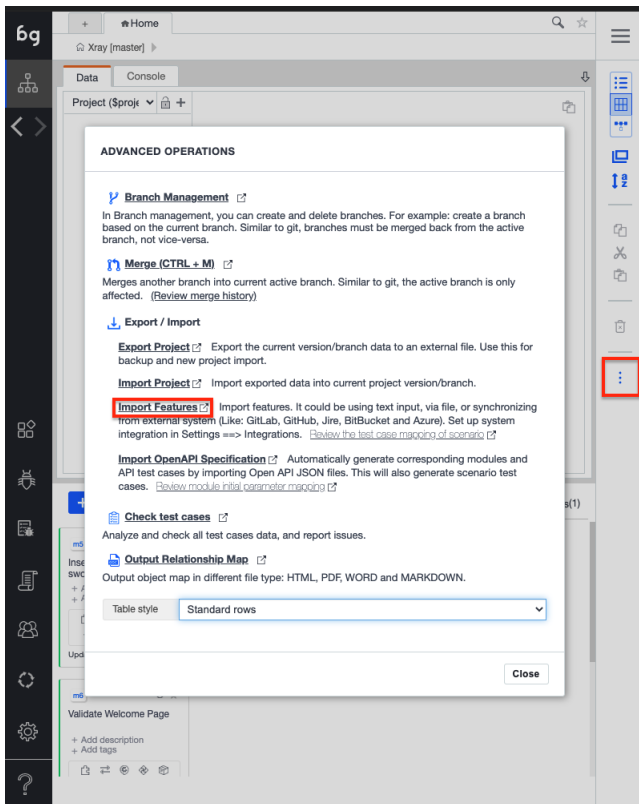 6g
+
Home
Xray [master]
Data
Console
Project ($proje
+
ADVANCED OPERATIONS
Branch Management
In Branch management, you can create and delete branches. For example: create a branch
based on the current branch. Similar to git, branches must be merged back from the active
branch, not vice-versa.
Merge (CTRL + M)
Merges another branch into current active branch. Similar to git, the active branch is only
affected. (Review merge history)
Export / Import
Export Project Export the current version/branch data to an external file. Use this for
backup and new project import.
Import Project Import exported data into current project version/branch.
Import Features Import features. It could be using text input, via file, or synchronizing
from external system (Like: GitLab, GitHub, Jire, BitBucket and Azure). Set up system
integration in Settings ==> Integrations. Review the test case mapping of scenario
Import OpenAPI Specification Automatically generate corresponding modules and
API test cases by importing Open API JSON files. This will also generate scenario test
cases. Review module initial parameter mapping
+
s(1)
Check test cases
Analyze and check all test cases data, and report issues.
Output Relationship Map
Output object map in different file type: HTML, PDF, WORD and MARKDOWN.
Table style
Standard rows
Close
m5
Inse
swo
+ A
+ A
Upd
m6
Validate Welcome Page
+ Add description
+ Add tags